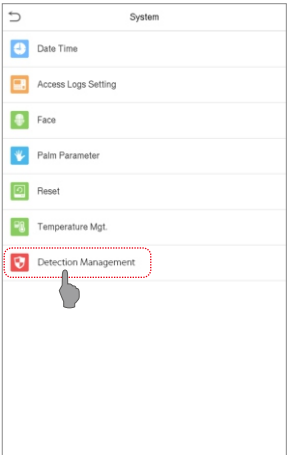 System
Date Time
Access Logs Setting
Face
Palm Parameter
Reset
Temperature Mgt.
Detection Management